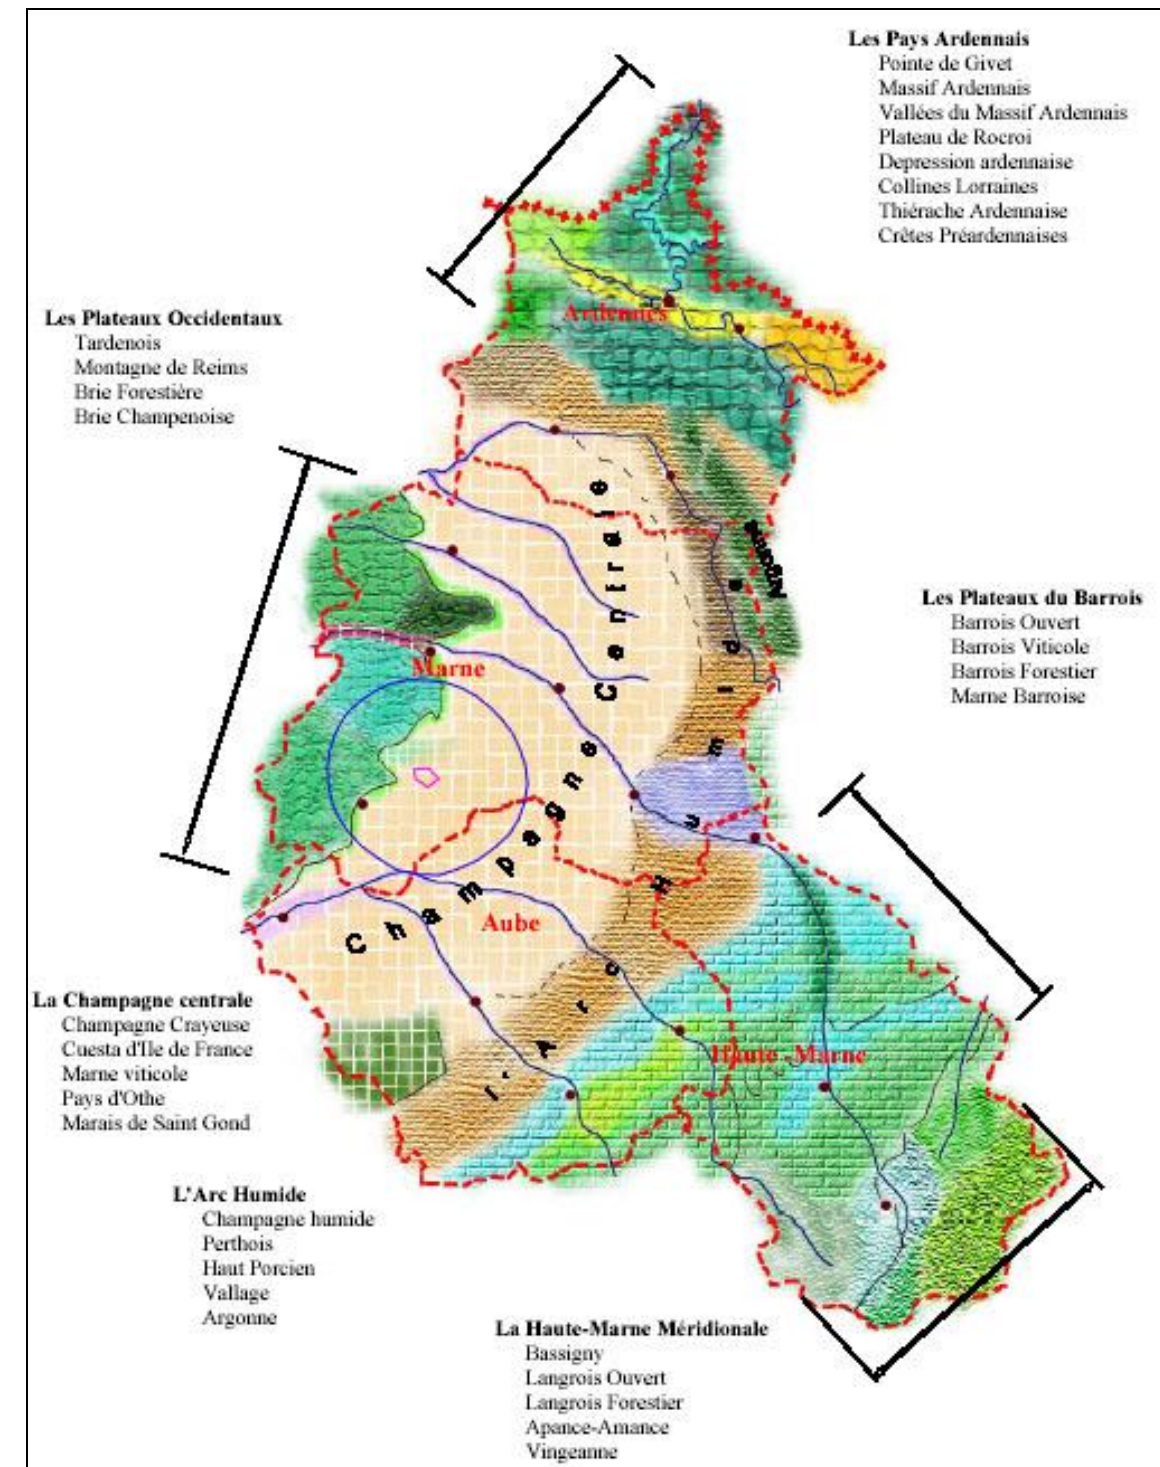 Les Pays Ardennais
Pointe de Givet
Massif Ardennais
Vallées du Massif Ardennais
Plateau de Rocroi
Depression ardennaise
Collines Lorraines
Thiérache Ardennaise
Crêtes Préardennaises
Ardennes
Les Plateaux Occidentaux
Tardenois
Montagne de Reims
Brie Forestière
Brie Champenoise
Argonne
Les Plateaux du Barrois
Barrois Ouvert
Barrois Viticole
Barrois Forestier
Marne Barroise
Marne
Champagne Centrale
Aube
L'Arc Humide
Haute -Marne
La Champagne centrale
Champagne Crayeuse
Cuesta d'Ile de France
Marne viticole
Pays d'Othe
Marais de Saint Gond
L'Arc Humide
Champagne humide
Perthois
Haut Porcien
Vallage
Argonne
La Haute-Marne Méridionale
Bassigny
Langrois Ouvert
Langrois Forestier
Apance-Amance
Vingeanne